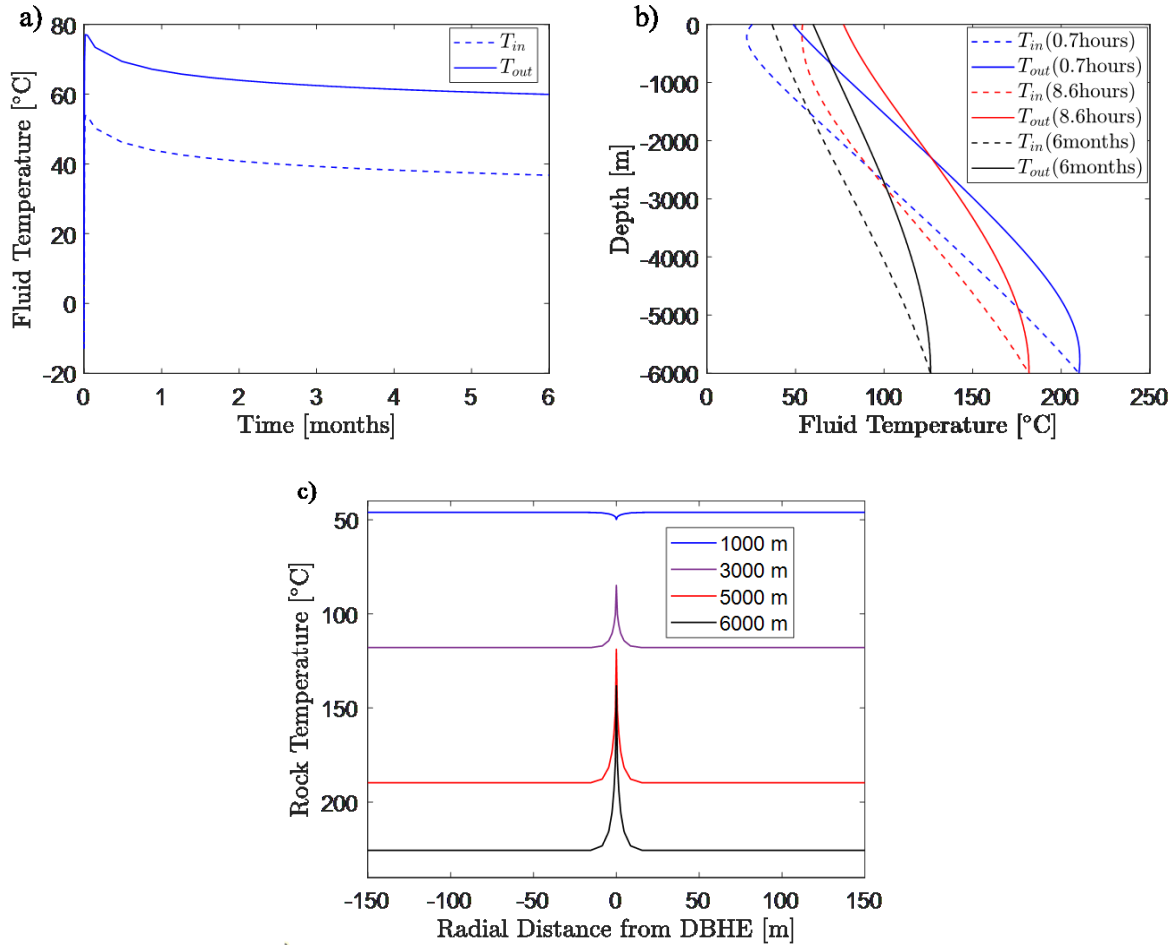 a)
Fluid Temperature [°C]
80
60
40
20
0
-20
0 1 2 3 4 5 6
Time [months]
T_in
T_out
b)
Depth [m]
0
-1000
-2000
-3000
-4000
-5000
-6000
0 50 100 150 200 250
Fluid Temperature [°C]
T_in(0.7hours)
T_out(0.7hours)
T_in(8.6hours)
T_out(8.6hours)
T_in(6months)
T_out(6months)
c)
Rock Temperature [°C]
50
100
150
200
-150 -100 -50 0 50 100 150
Radial Distance from DBHE [m]
1000 m
3000 m
5000 m
6000 m